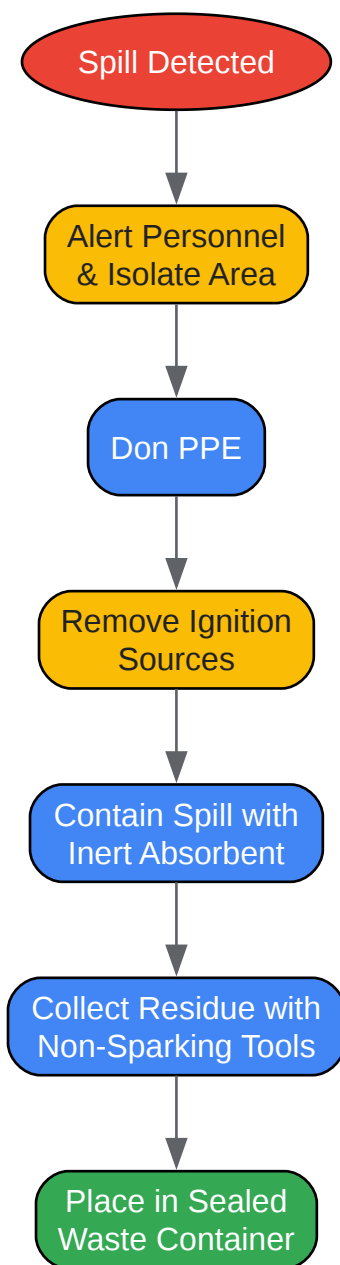 Spill Detected
Alert Personnel
& Isolate Area
Don PPE
Remove Ignition
Sources
Contain Spill with
Inert Absorbent
Collect Residue with
Non-Sparking Tools
Place in Sealed
Waste Container